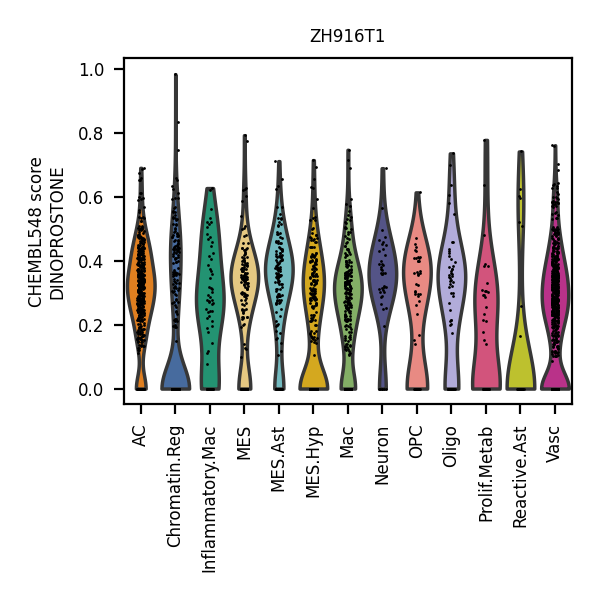 ZH916T1
CHEMBL548 score
DINOPROSTONE
1.0
0.8
0.6
0.4
0.2
0.0
AC
Chromatin.Reg
Inflammatory.Mac
MES
MES.Ast
MES.Hyp
Mac
Neuron
OPC
Oligo
Prolif.Metab
Reactive.Ast
Vasc